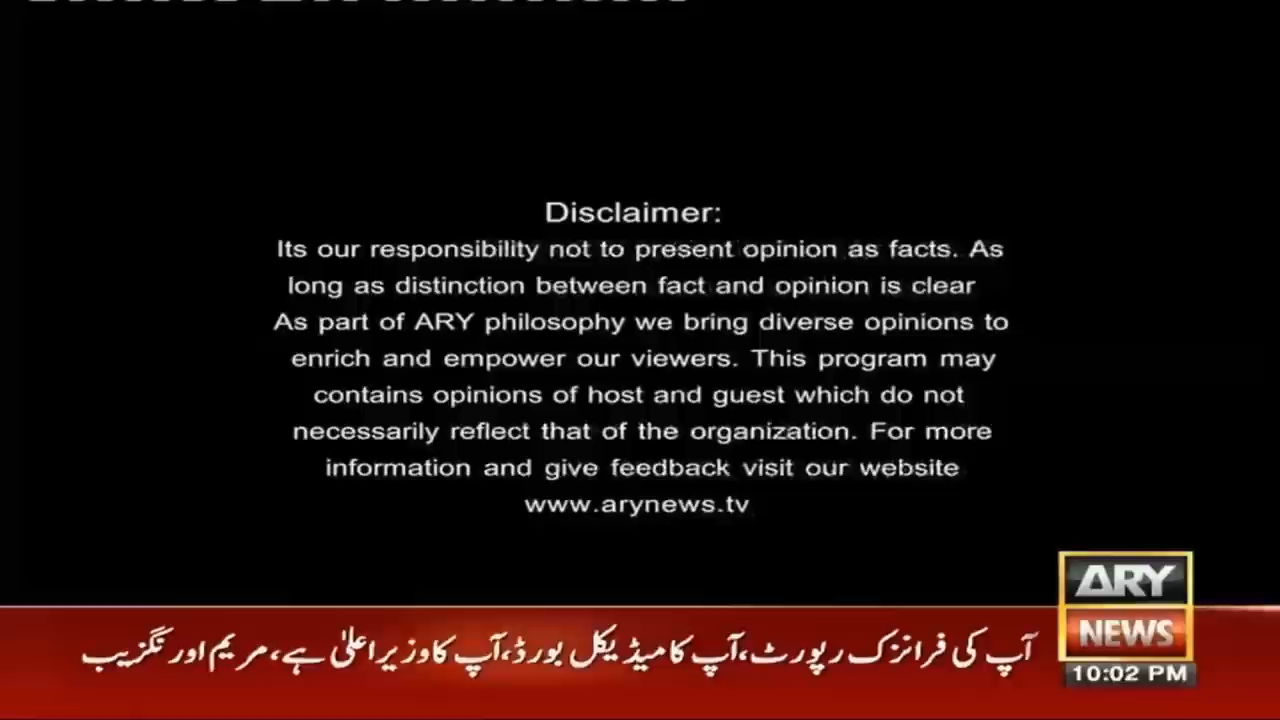 Disclaimer:
Its our responsibility not to present opinion as facts. As
long as distinction between fact and opinion is clear
As part of ARY philosophy we bring diverse opinions to
enrich and empower our viewers. This program may
contains opinions of host and guest which do not
necessarily reflect that of the organization. For more
information and give feedback visit our website
www.arynews.tv
ARY
NEWS
10:02 PM
آپ کی فرانزک رپورٹ،آپ کا میڈیکل بورڈ،آپ کا وزیراعلیٰ ہے، مریم اورنگزیب